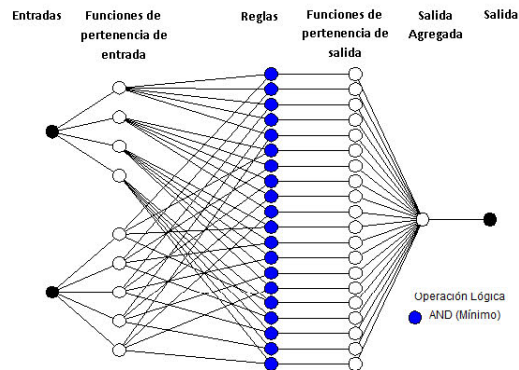 Entradas
Funciones de
pertenencia de
entrada
Reglas
Funciones de
pertenencia de
salida
Salida
Agregada
Salida
Operación Lógica
AND (Mínimo)